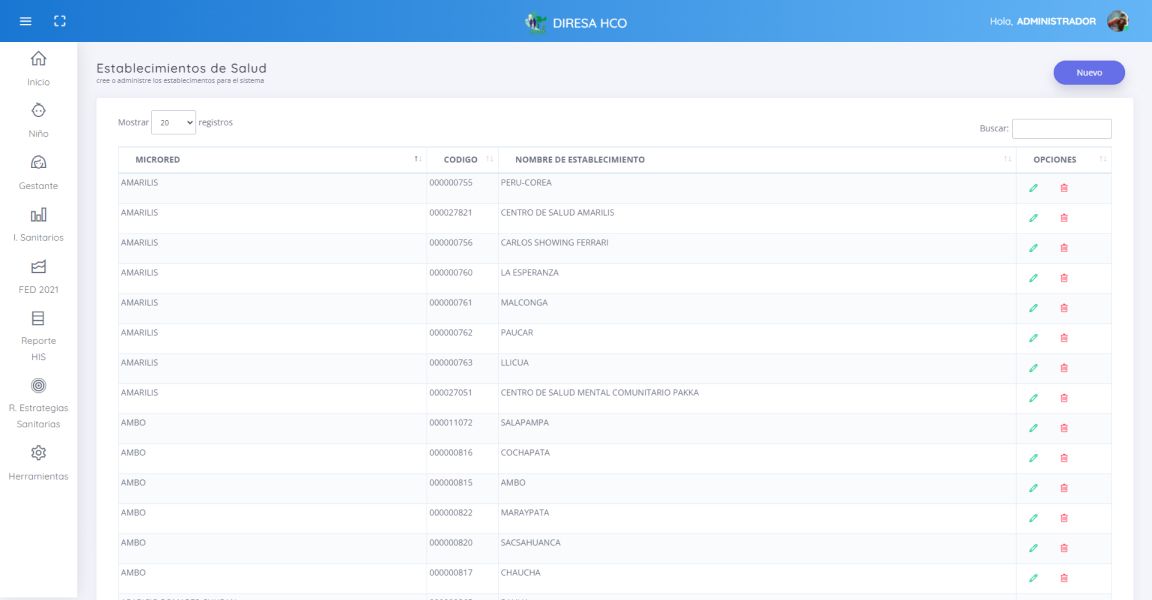 DIRESA HCO
Hola, ADMINISTRADOR
Inicio
Niño
Gestante
I. Sanitarios
FED 2021
Reporte
HIS
R. Estrategias
Sanitarias
Herramientas
Establecimientos de Salud
cree o administre los establecimentos para el sistema
Nuevo
Mostrar 20 registros
Buscar:
MICRORED CODIGO NOMBRE DE ESTABLECIMIENTO OPCIONES
AMARILIS 000000755 PERU-COREA
AMARILIS 000027821 CENTRO DE SALUD AMARILIS
AMARILIS 000000756 CARLOS SHOWING FERRARI
AMARILIS 000000760 LA ESPERANZA
AMARILIS 000000761 MALCONGA
AMARILIS 000000762 PAUCAR
AMARILIS 000000763 LLICUA
AMARILIS 000027051 CENTRO DE SALUD MENTAL COMUNITARIO PAKKA
AMBO 000011072 SALAPAMPA
AMBO 000000816 COCHAPATA
AMBO 000000815 AMBO
AMBO 000000822 MARAYPATA
AMBO 000000820 SACSAHUANCA
AMBO 000000817 CHAUCHA